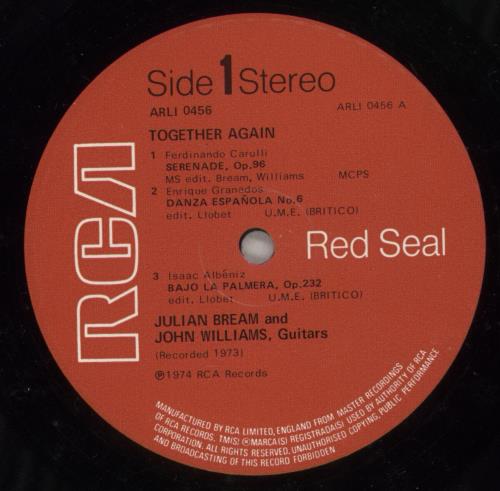 Side 1 Stereo
ARLI 0456
ARLI 0456 A
TOGETHER AGAIN
1 Ferdinando Carulli
SERENADE, Op.96
MS edit. Bream, Williams MCPS
2 Enrique Granados
DANZA ESPAÑOLA No.6
edit. Llobet U.M.E. (BRITICO)
RCA
Red Seal
3 Isaac Albéniz
BAJO LA PALMERA, Op.232
edit. Llobet U.M.E. (BRITICO)
JULIAN BREAM and
JOHN WILLIAMS, Guitars
(Recorded 1973)
℗1974 RCA Records
MANUFACTURED BY RCA LIMITED, ENGLAND FROM MASTER RECORDINGS
OF RCA RECORDS. TM(S) ® MARCA(S) REGISTRADA(S) USED BY AUTHORITY OF RCA
CORPORATION. ALL RIGHTS RESERVED. UNAUTHORISED COPYING, PUBLIC PERFORMANCE
AND BROADCASTING OF THIS RECORD FORBIDDEN